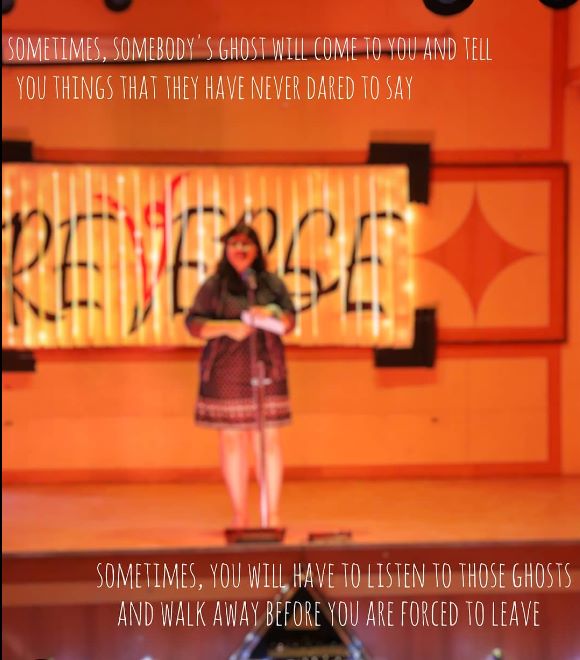 SOMETIMES, SOMEBODY'S GHOST WILL COME TO YOU AND TELL
YOU THINGS THAT THEY HAVE NEVER DARED TO SAY
REVERSE
SOMETIMES, YOU WILL HAVE TO LISTEN TO THOSE GHOSTS
AND WALK AWAY BEFORE YOU ARE FORCED TO LEAVE